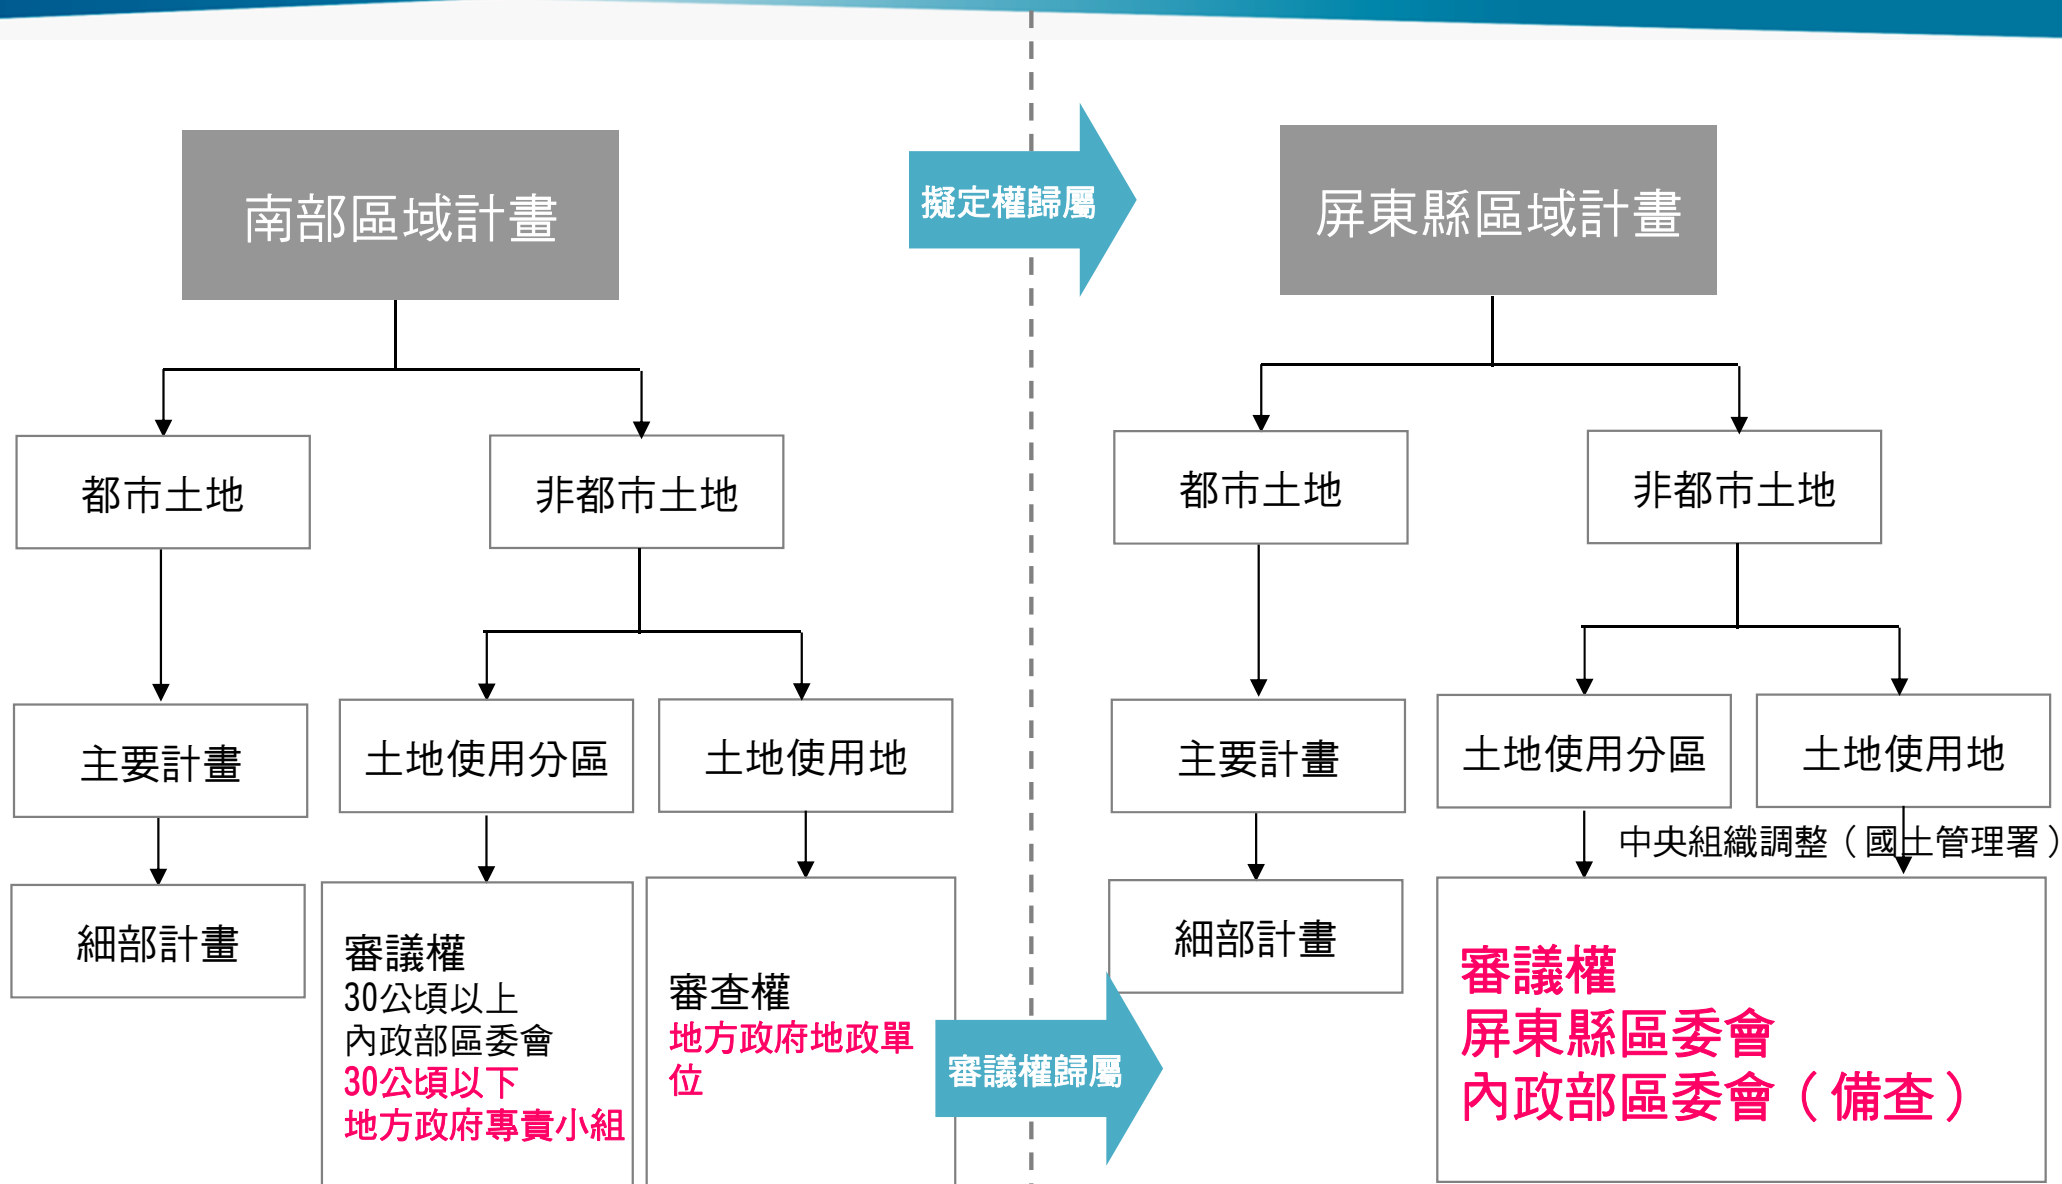 南部區域計畫
都市土地
非都市土地
主要計畫
土地使用分區
土地使用地
細部計畫
審議權
30公頃以上
內政部區委會
30公頃以下
地方政府專責小組
審查權
地方政府地政單
位
擬定權歸屬
審議權歸屬
屏東縣區域計畫
都市土地
非都市土地
主要計畫
土地使用分區
土地使用地
中央組織調整（國土管理署）
細部計畫
審議權
屏東縣區委會
內政部區委會（備查）